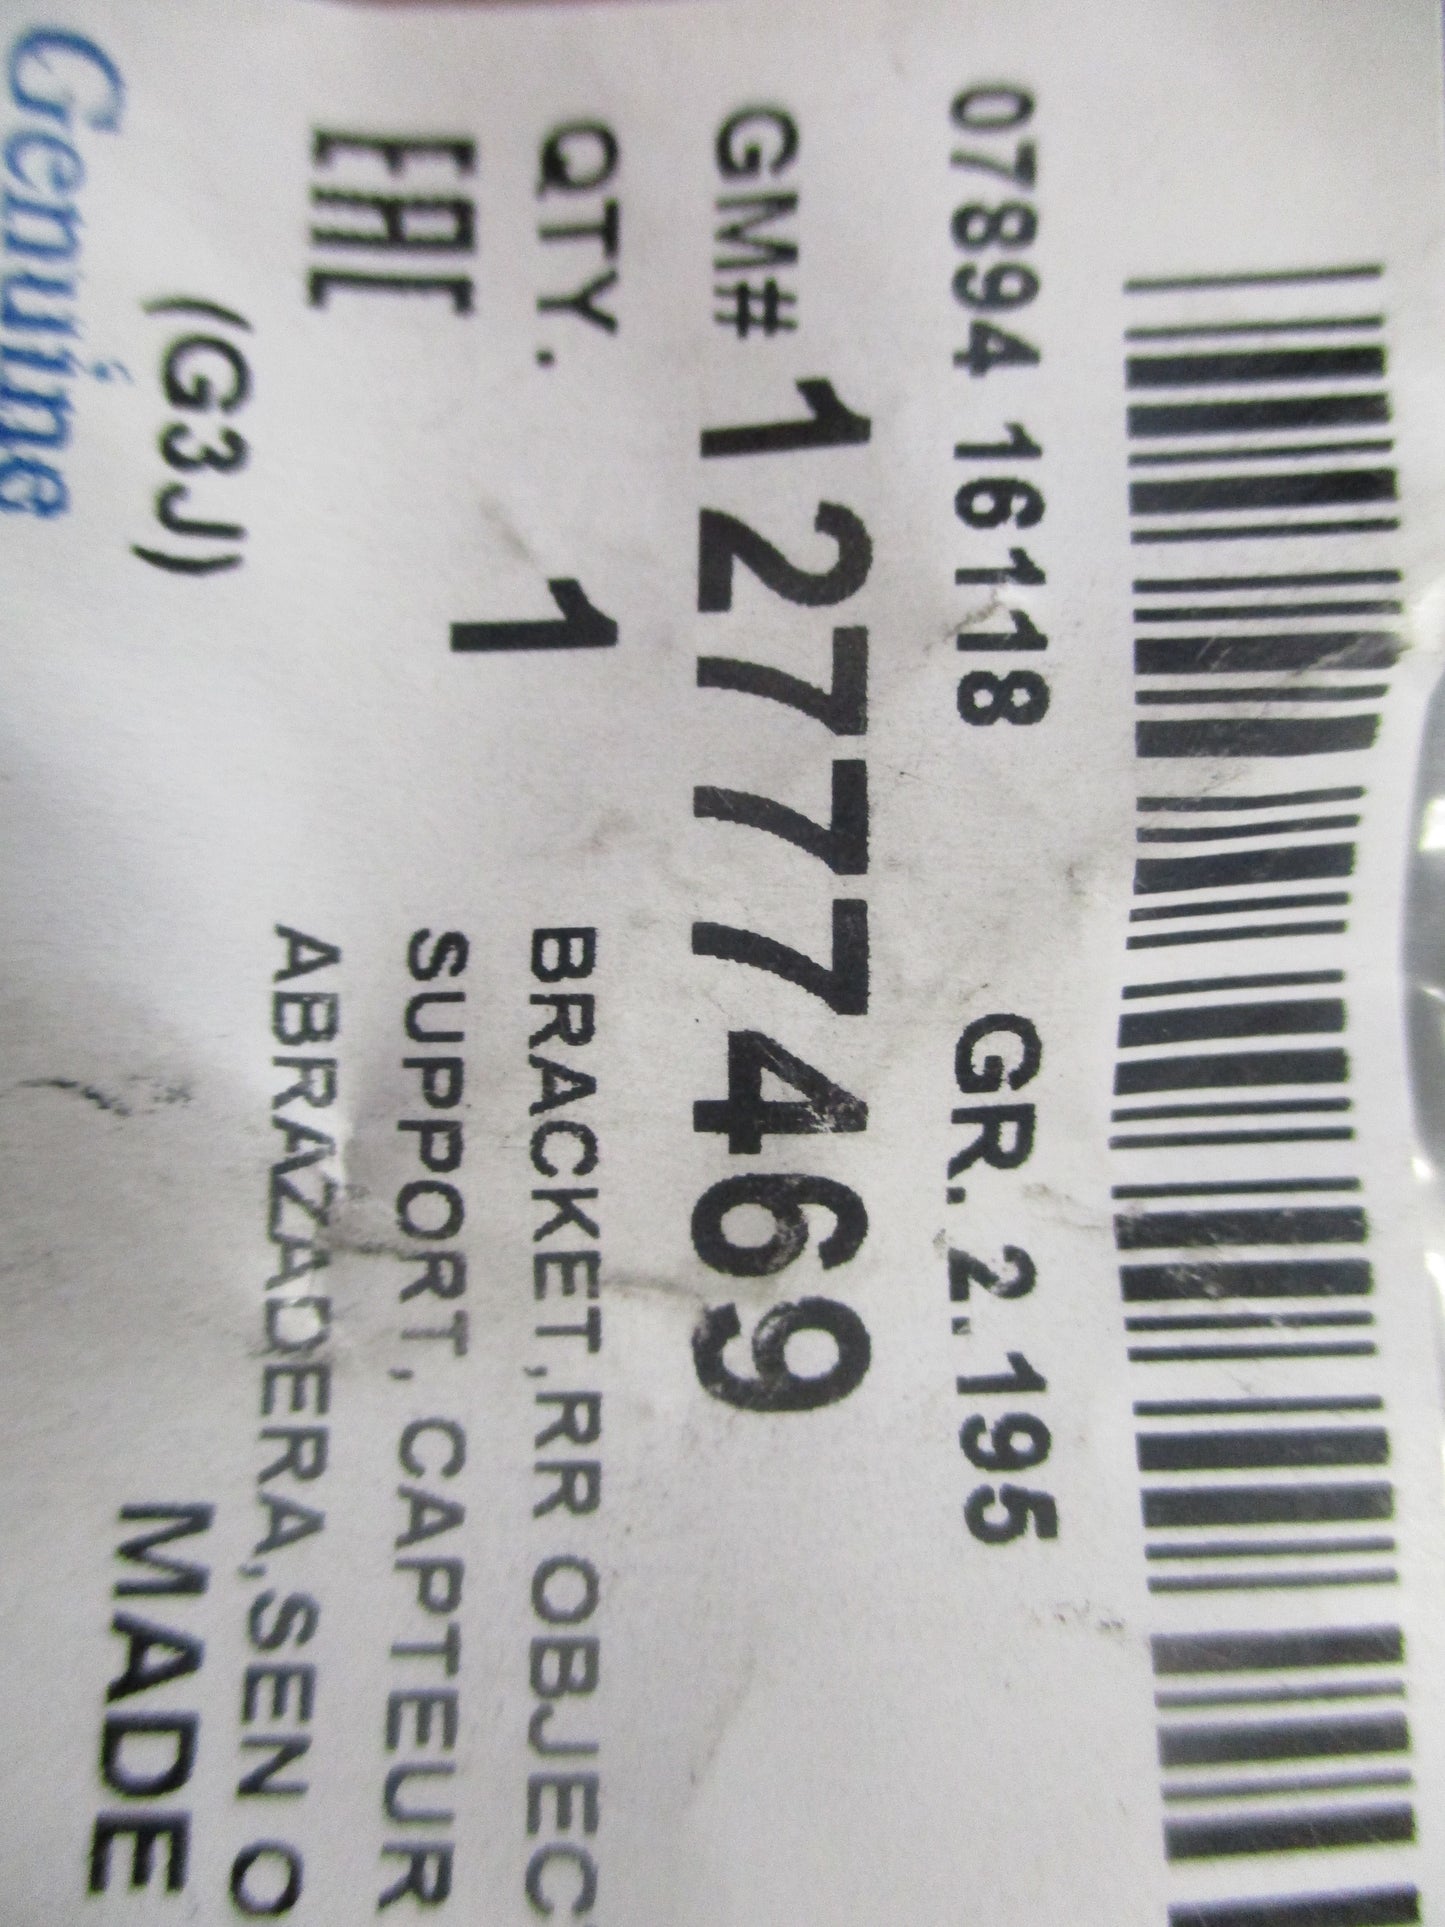 07894 16118 GR.2.195
GM# 12777469
QTY. 1 BRACKET,RR OBJEC
EAC SUPPORT, CAPTEUR
ABRAZADERA,SEN O
(G3J) MADE
Genuine